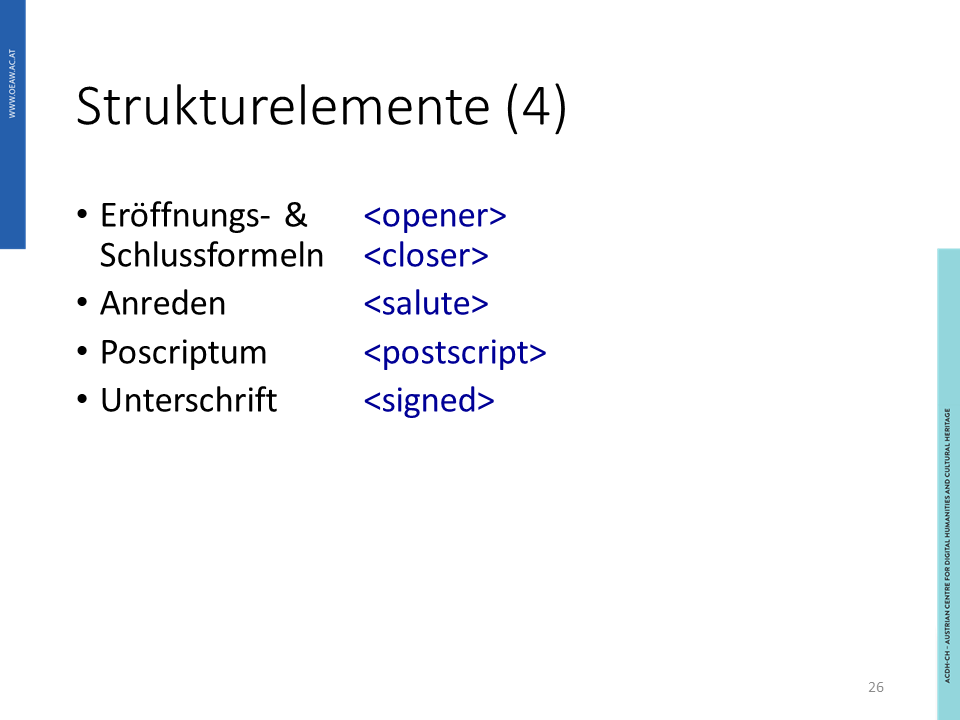 WWW.OEAW.AC.AT
Strukturelemente (4)
• Eröffnungs- & <opener>
Schlussformeln <closer>
• Anreden <salute>
• Poscriptum <postscript>
• Unterschrift <signed>
ACDH-CH – AUSTRIAN CENTRE FOR DIGITAL HUMANITIES AND CULTURAL HERITAGE
26